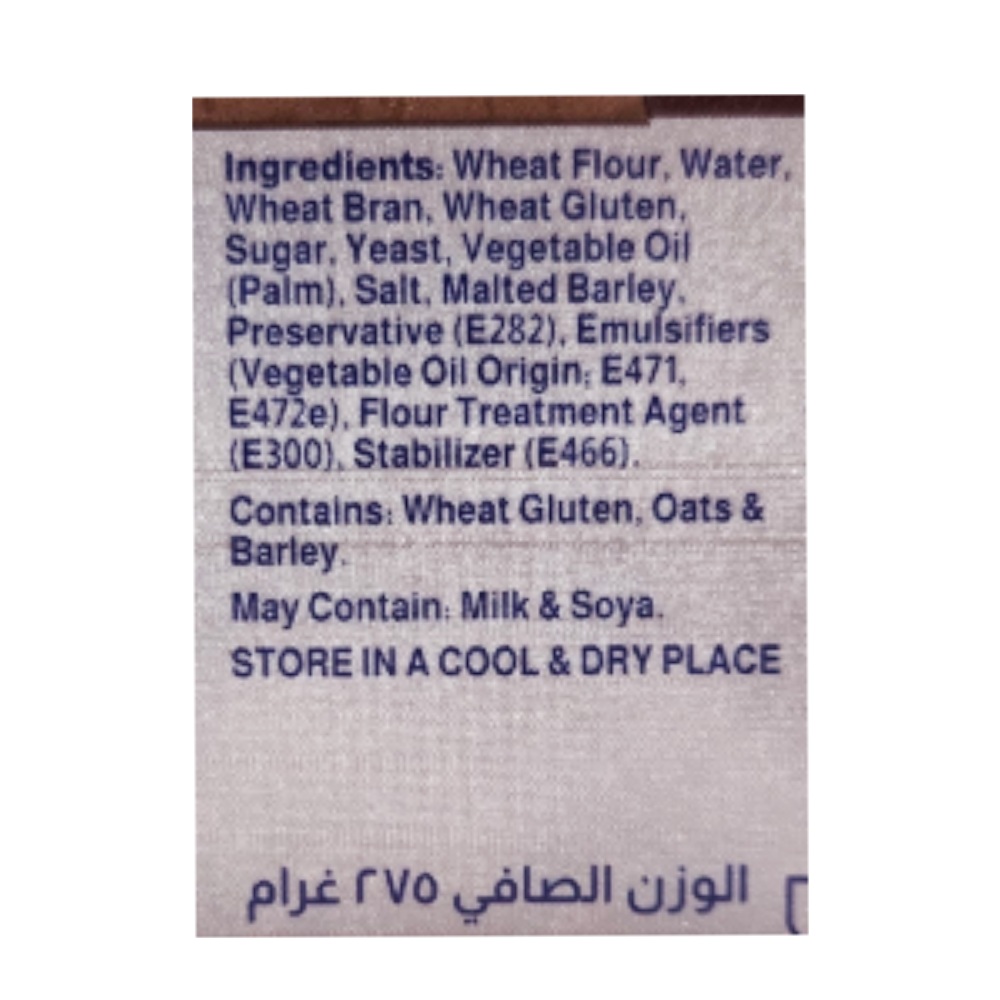 Ingredients: Wheat Flour, Water,
Wheat Bran, Wheat Gluten,
Sugar, Yeast, Vegetable Oil
(Palm), Salt, Malted Barley,
Preservative (E282), Emulsifiers
(Vegetable Oil Origin; E471,
E472e), Flour Treatment Agent
(E300), Stabilizer (E466).
Contains: Wheat Gluten, Oats &
Barley.
May Contain: Milk & Soya.
STORE IN A COOL & DRY PLACE
الوزن الصافي ٢٧٥ غرام